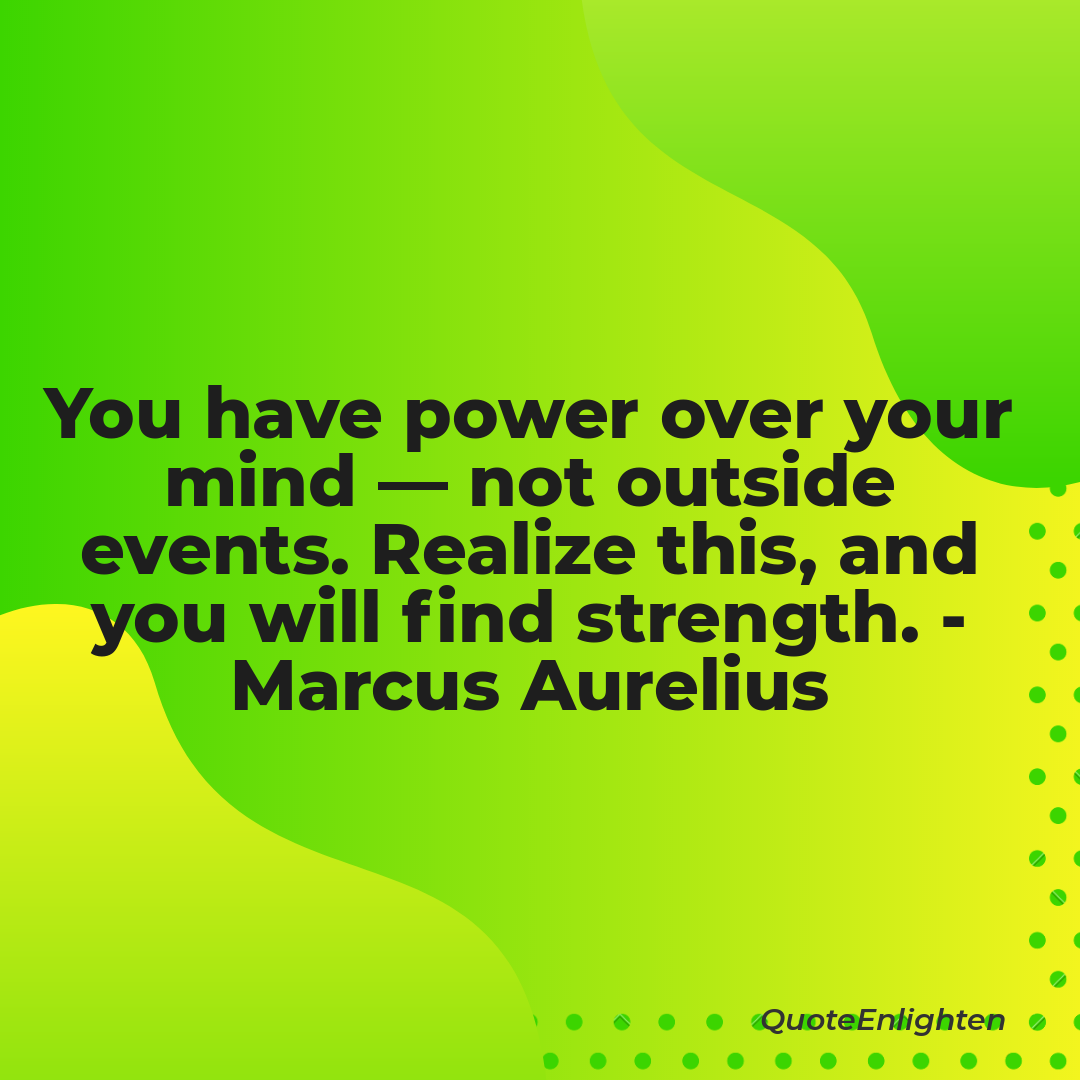 You have power over your
mind — not outside
events. Realize this, and
you will find strength. -
Marcus Aurelius
QuoteEnlighten